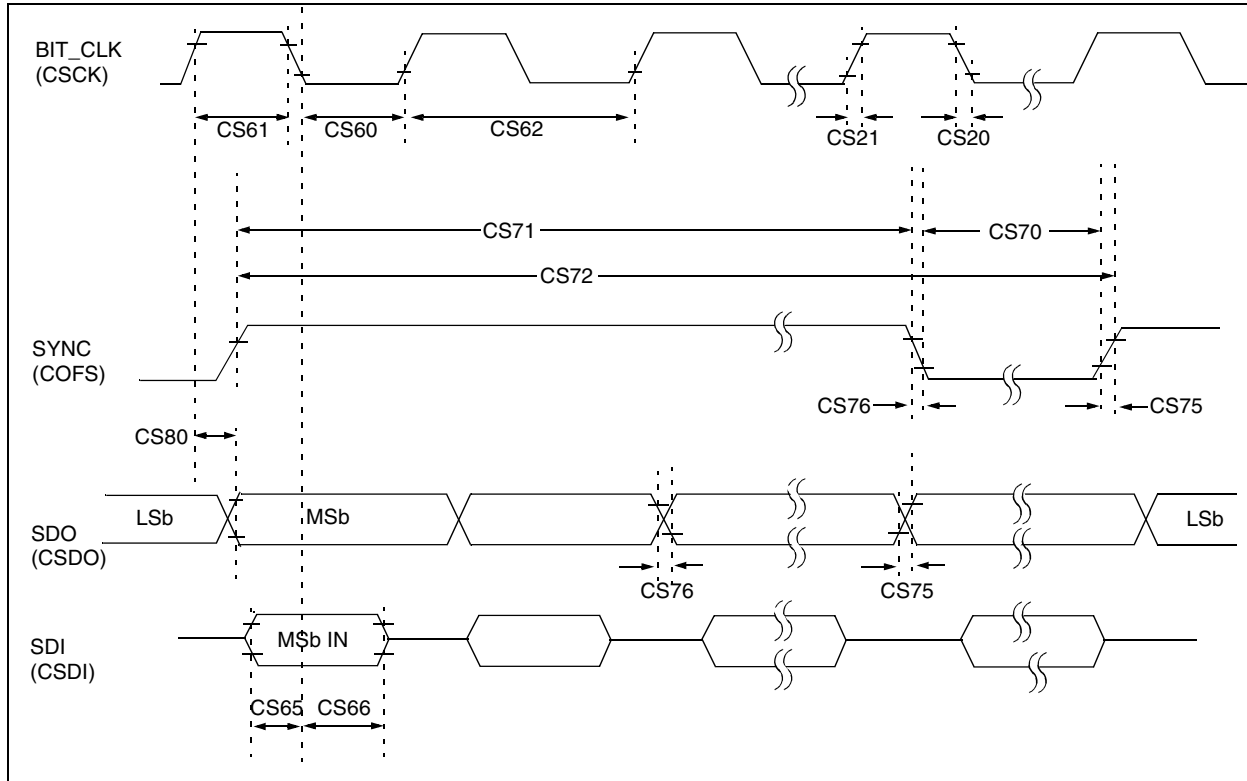 BIT_CLK
(CSCK)
CS61
CS60
CS62
CS21
CS20
CS71
CS70
CS72
SYNC
(COFS)
CS76
CS75
CS80
LSb
MSb
LSb
SDO
(CSDO)
CS76
CS75
MSb IN
SDI
(CSDI)
CS65
CS66